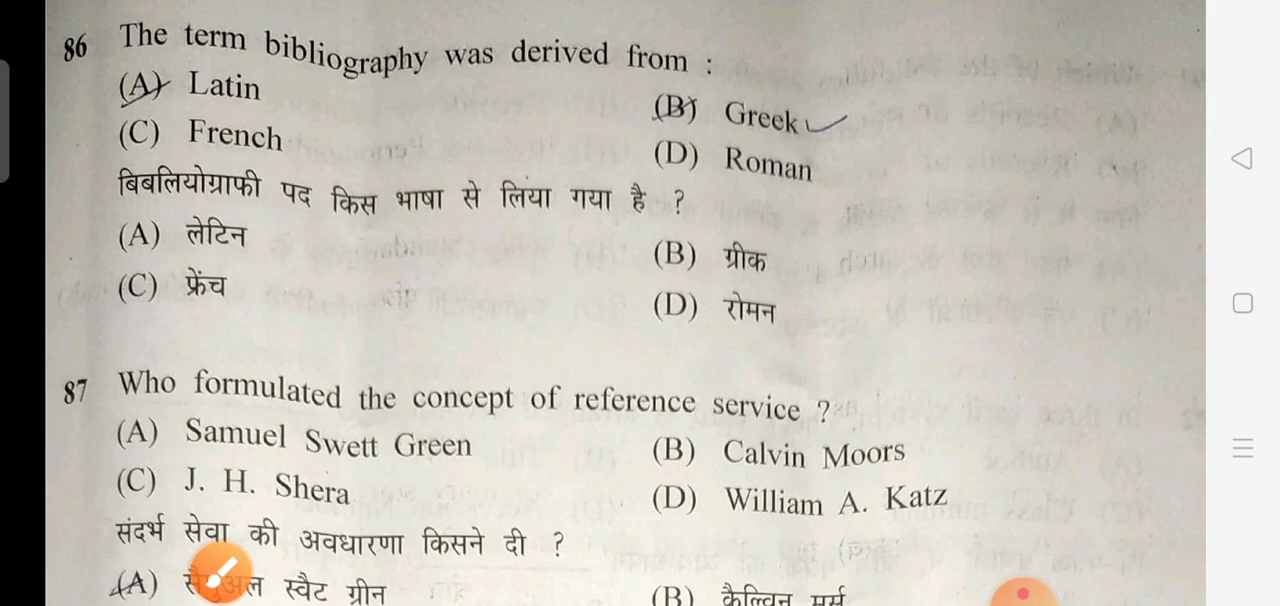 86 The term bibliography was derived from :
(A) Latin (B) Greek
(C) French (D) Roman
बिबलियोग्राफी पद किस भाषा से लिया गया है ?
(A) लेटिन (B) ग्रीक
(C) फ्रेंच (D) रोमन
87 Who formulated the concept of reference service ?
(A) Samuel Swett Green (B) Calvin Moors
(C) J. H. Shera (D) William A. Katz
संदर्भ सेवा की अवधारणा किसने दी ?
(A) स्वैट ग्रीन (B) कैल्विन मूर्स